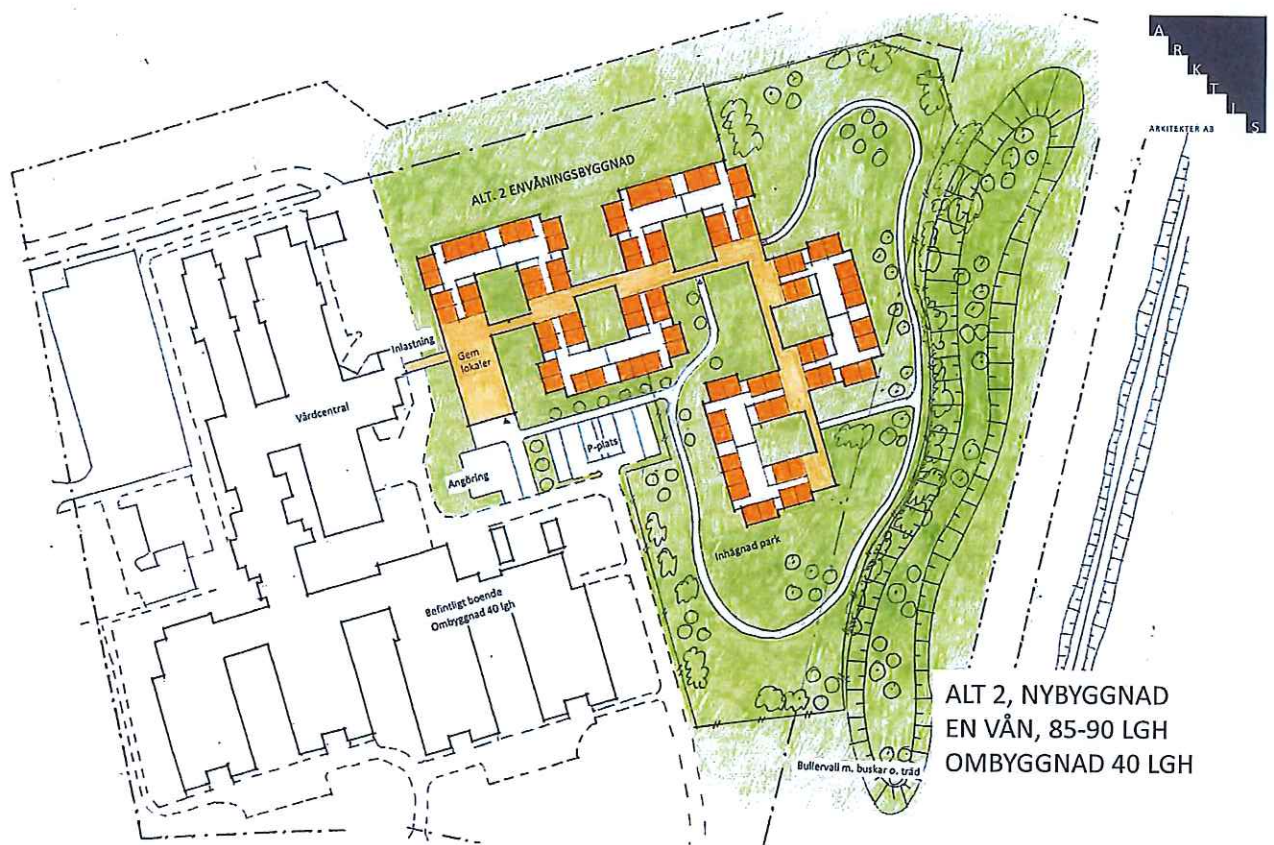 ARKTIS
ARKITEKTER AB
ALT. 2 ENVÅNINGSBYGGNAD
Inlastning
Gem
lokaler
Vårdcentral
P-plats
Angöring
Inhägnad park
Befintligt boende
Ombyggnad 40 lgh
ALT 2, NYBYGGNAD
EN VÅN, 85-90 LGH
OMBYGGNAD 40 LGH
Bullervall m. buskar o. träd